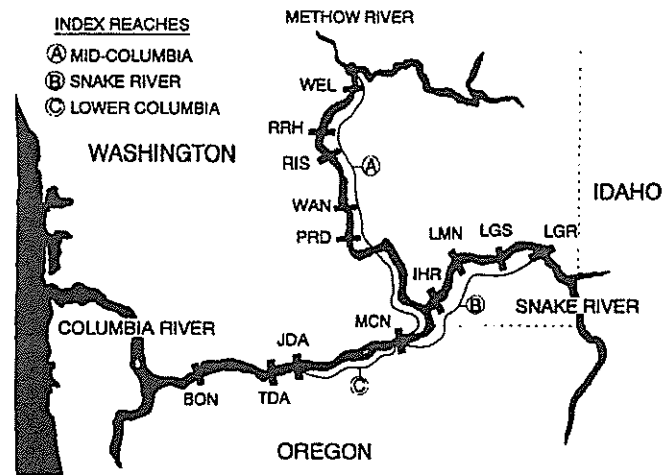 INDEX REACHES
Ⓐ MID-COLUMBIA
Ⓑ SNAKE RIVER
Ⓒ LOWER COLUMBIA
METHOW RIVER
WEL
RRH
WASHINGTON
RIS
Ⓐ
IDAHO
WAN
PRD
LMN
LGS
LGR
IHR
Ⓑ
SNAKE RIVER
COLUMBIA RIVER
MCN
JDA
Ⓒ
BON
TDA
OREGON